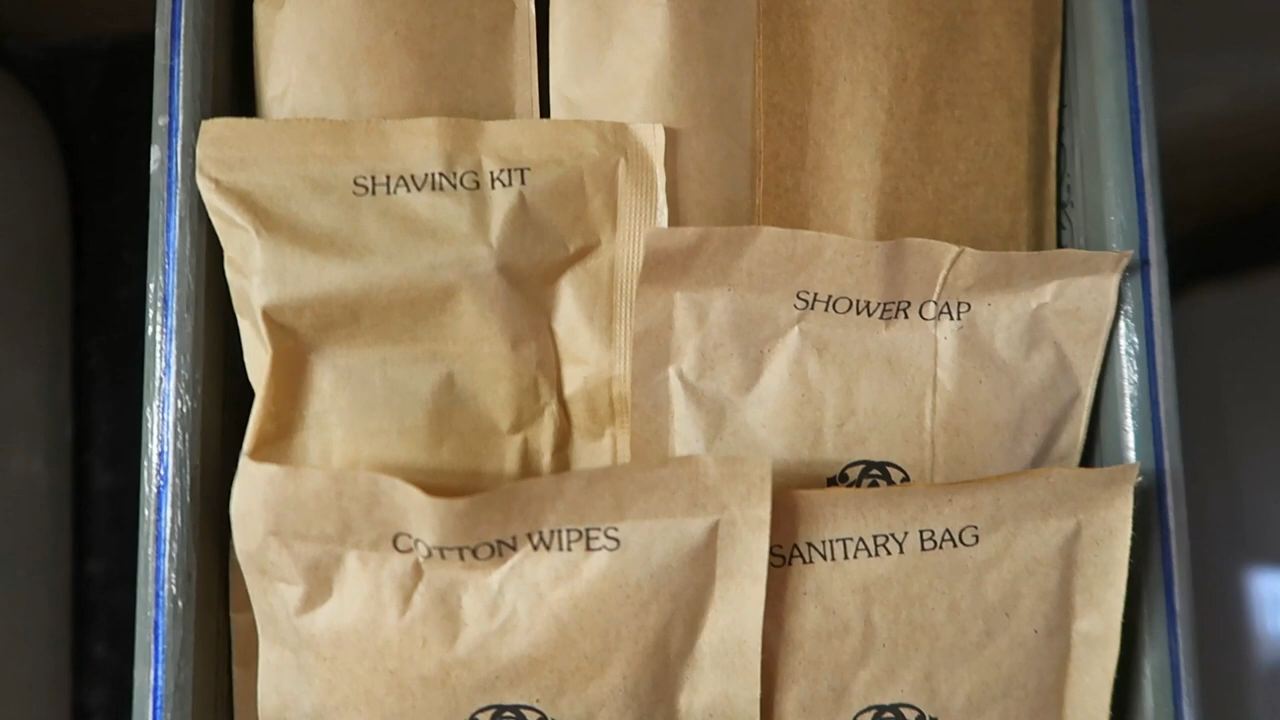 SHAVING KIT
SHOWER CAP
COTTON WIPES
SANITARY BAG